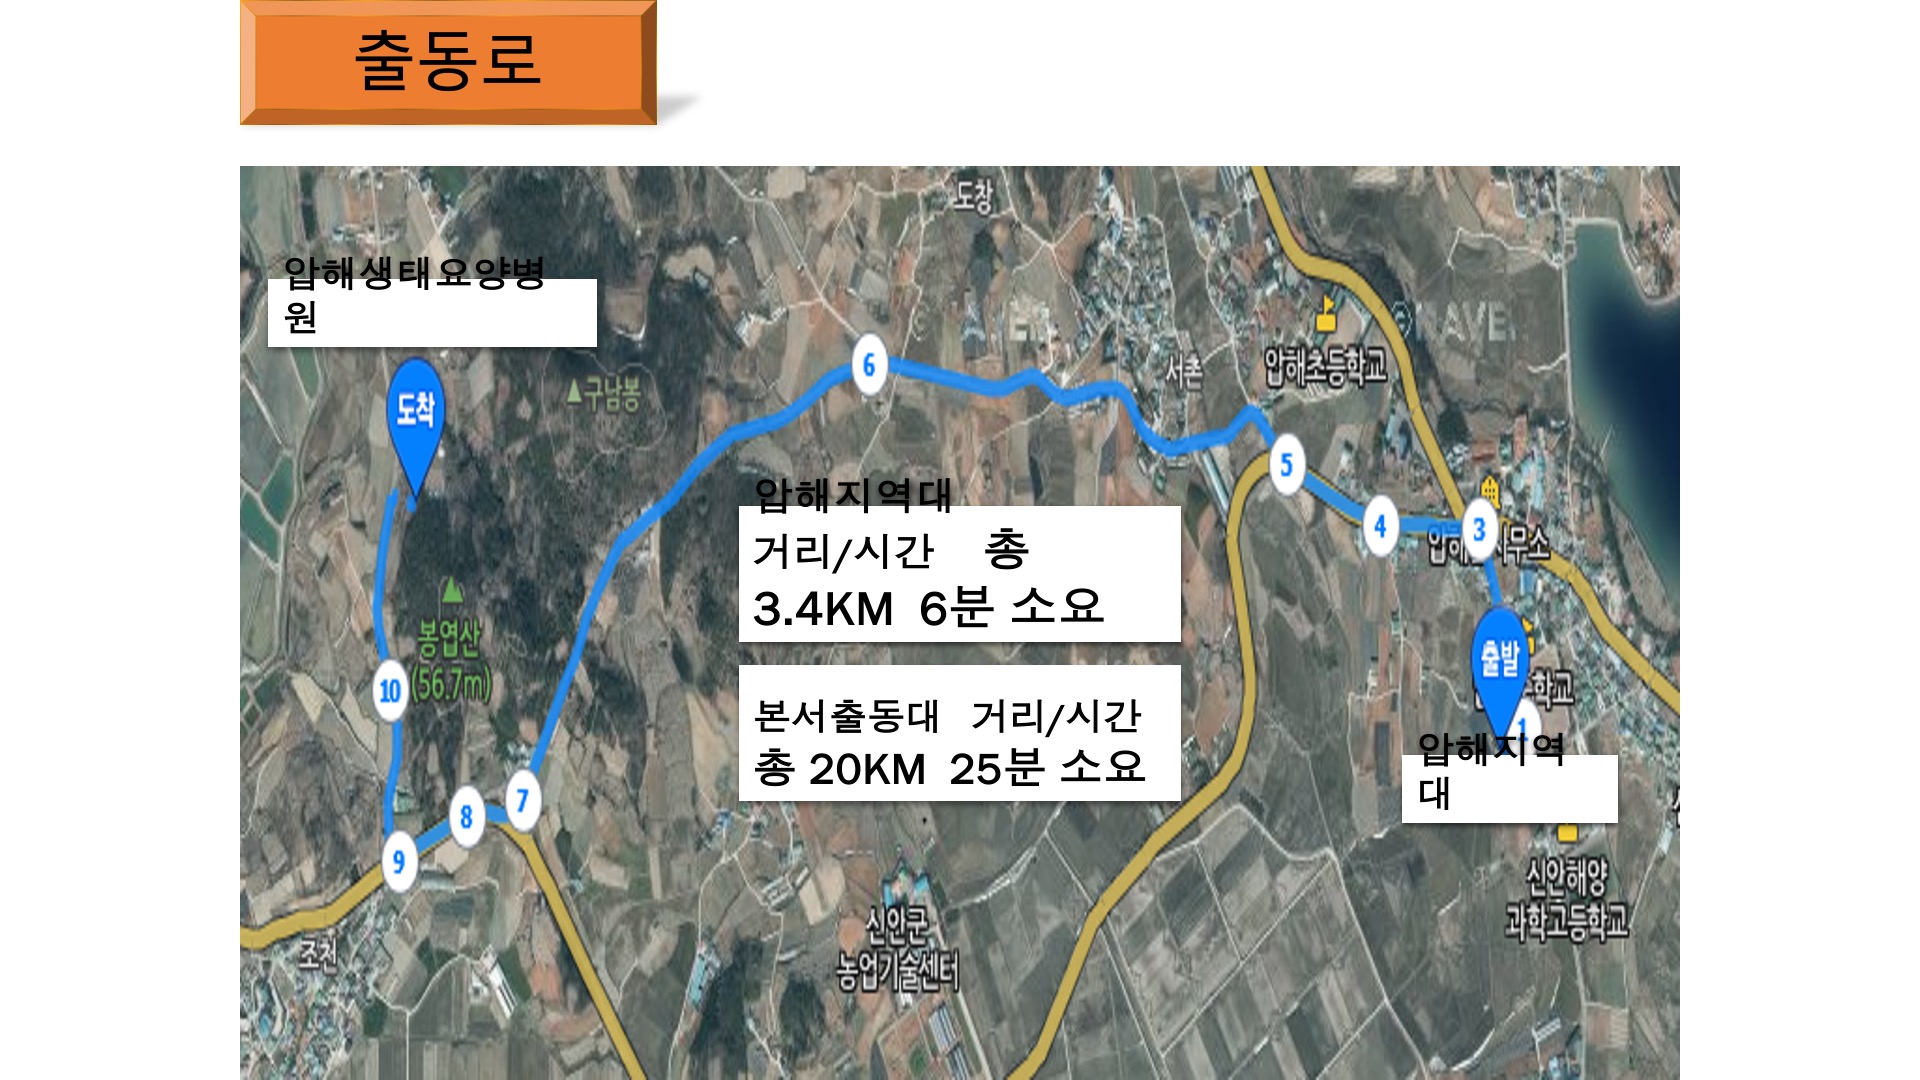 출동로
도창
압해생태요양병
원
NAVE
6
서촌
압해초등학교
구남봉
도착
5
압해지역대
거리/시간 총
3.4KM 6분 소요
4
3
압해 사무소
봉엽산
(56.7m)
출발
10
학교
1
본서출동대 거리/시간
총 20KM 25분 소요
압해지역
대
7
8
9
신안해양
과학고등학교
신안군
농업기술센터
조천